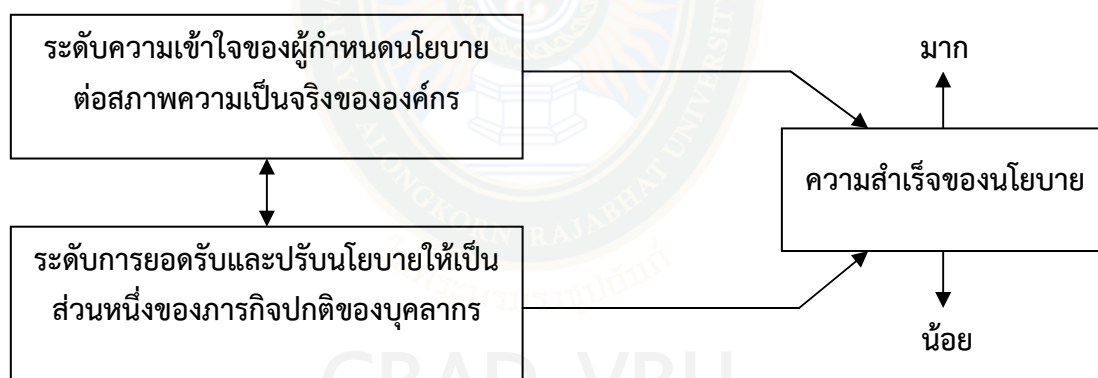 ระดับความเข้าใจของผู้กำหนดนโยบาย
ต่อสภาพความเป็นจริงขององค์กร
ระดับการยอดรับและปรับนโยบายให้เป็น
ส่วนหนึ่งของภารกิจปกติของบุคลากร
มาก
ความสำเร็จของนโยบาย
น้อย
ALONGKORN RAJABHAT UNIVERSIT
GRAD VRU